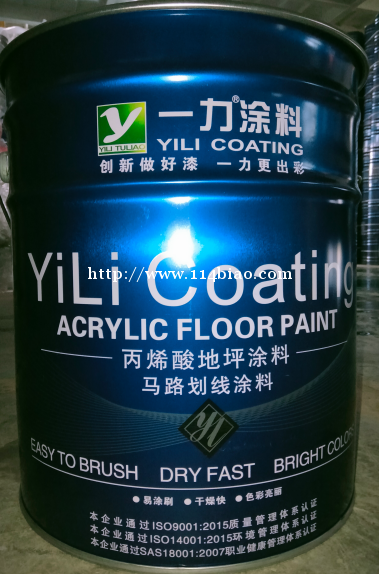 一力®涂料
YILI TULIAO
YILI COATING
创新做好漆 一力更出彩
YiLi Coating
http://www.114biao.com/
ACRYLIC FLOOR PAINT
丙烯酸地坪涂料
马路划线涂料
EASY TO BRUSH DRY FAST BRIGHT COLORS
●易涂刷 ●干燥快 ●色彩亮丽
本企业通过ISO9001:2015质量管理体系认证
本企业通过ISO14001:2015环境管理体系认证
本企业通过SAS18001:2007职业健康管理体系认证